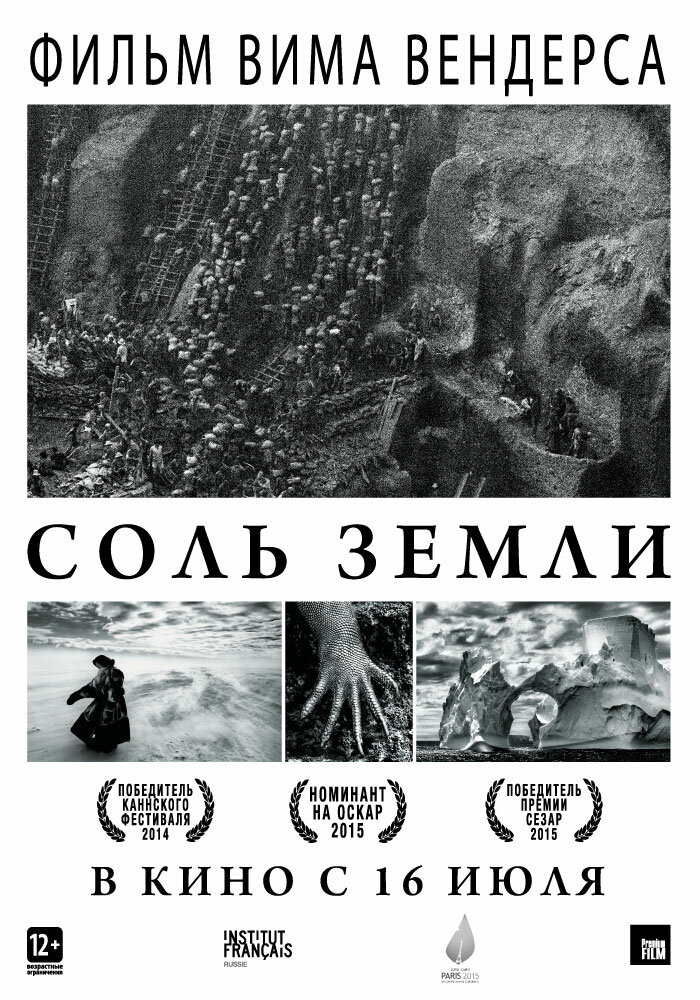 ФИЛЬМ ВИМА ВЕНДЕРСА
СОЛЬ ЗЕМЛИ
ПОБЕДИТЕЛЬ
КАННСКОГО
ФЕСТИВАЛЯ
2014
НОМИНАНТ
НА ОСКАР
2015
ПОБЕДИТЕЛЬ
ПРЕМИИ
СЕЗАР
2015
В КИНО С 16 ИЮЛЯ
12+
возрастные
ограничения
INSTITUT
FRANÇAIS
RUSSIE
PARIS 2015
Premium
FILM